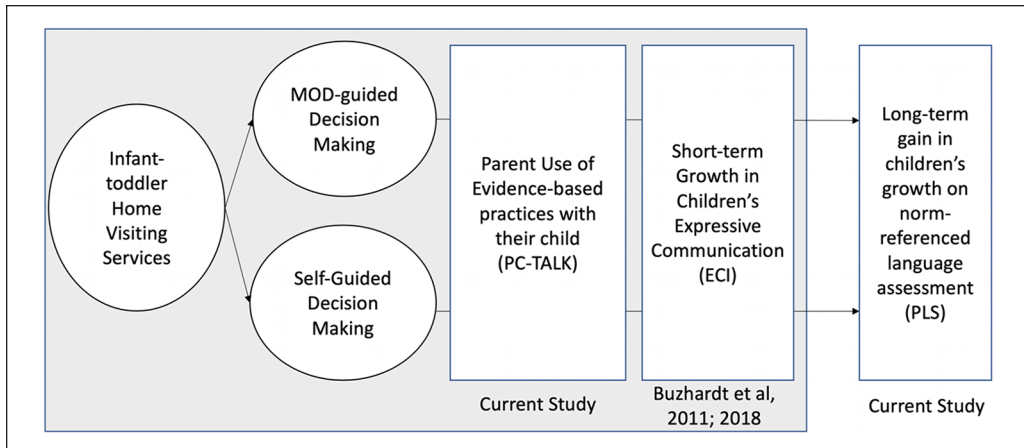 Infant-
toddler
Home
Visiting
Services
MOD-guided
Decision
Making
Self-Guided
Decision
Making
Parent Use of
Evidence-based
practices with
their child
(PC-TALK)
Current Study
Short-term
Growth in
Children's
Expressive
Communication
(ECI)
Buzhardt et al,
2011; 2018
Long-term
gain in
children's
growth on
norm-
referenced
language
assessment
(PLS)
Current Study